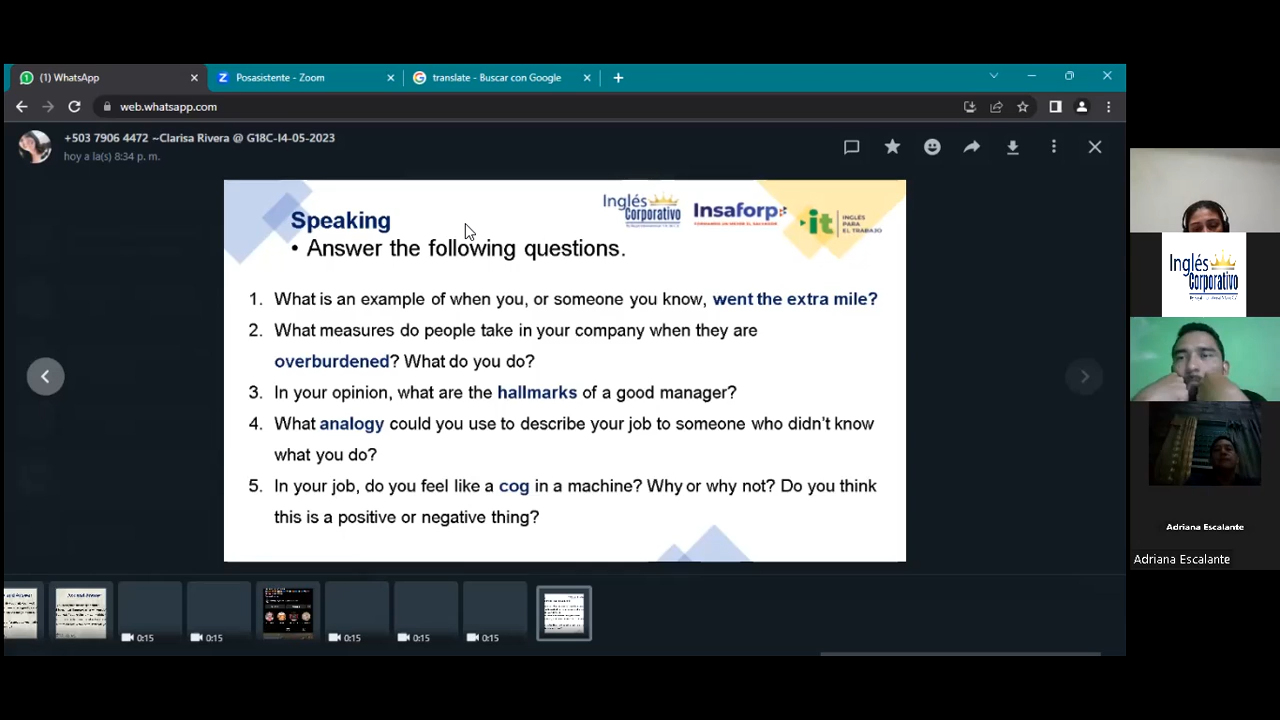 (1) WhatsApp
Posasistente - Zoom
translate - Buscar con Google
web.whatsapp.com
+503 7906 4472 ~Clarisa Rivera @ G18C-I4-05-2023
hoy a la(s) 8:34 p. m.
Speaking
• Answer the following questions.
Inglés
Corporativo
Insaforp
it INGLÉS PARA EL TRABAJO
1. What is an example of when you, or someone you know, went the extra mile?
2. What measures do people take in your company when they are
overburdened? What do you do?
3. In your opinion, what are the hallmarks of a good manager?
4. What analogy could you use to describe your job to someone who didn't know
what you do?
5. In your job, do you feel like a cog in a machine? Why or why not? Do you think
this is a positive or negative thing?
0:15
0:15
0:15
0:15
0:15
Inglés
Corporativo
Adriana Escalante
Adriana Escalante